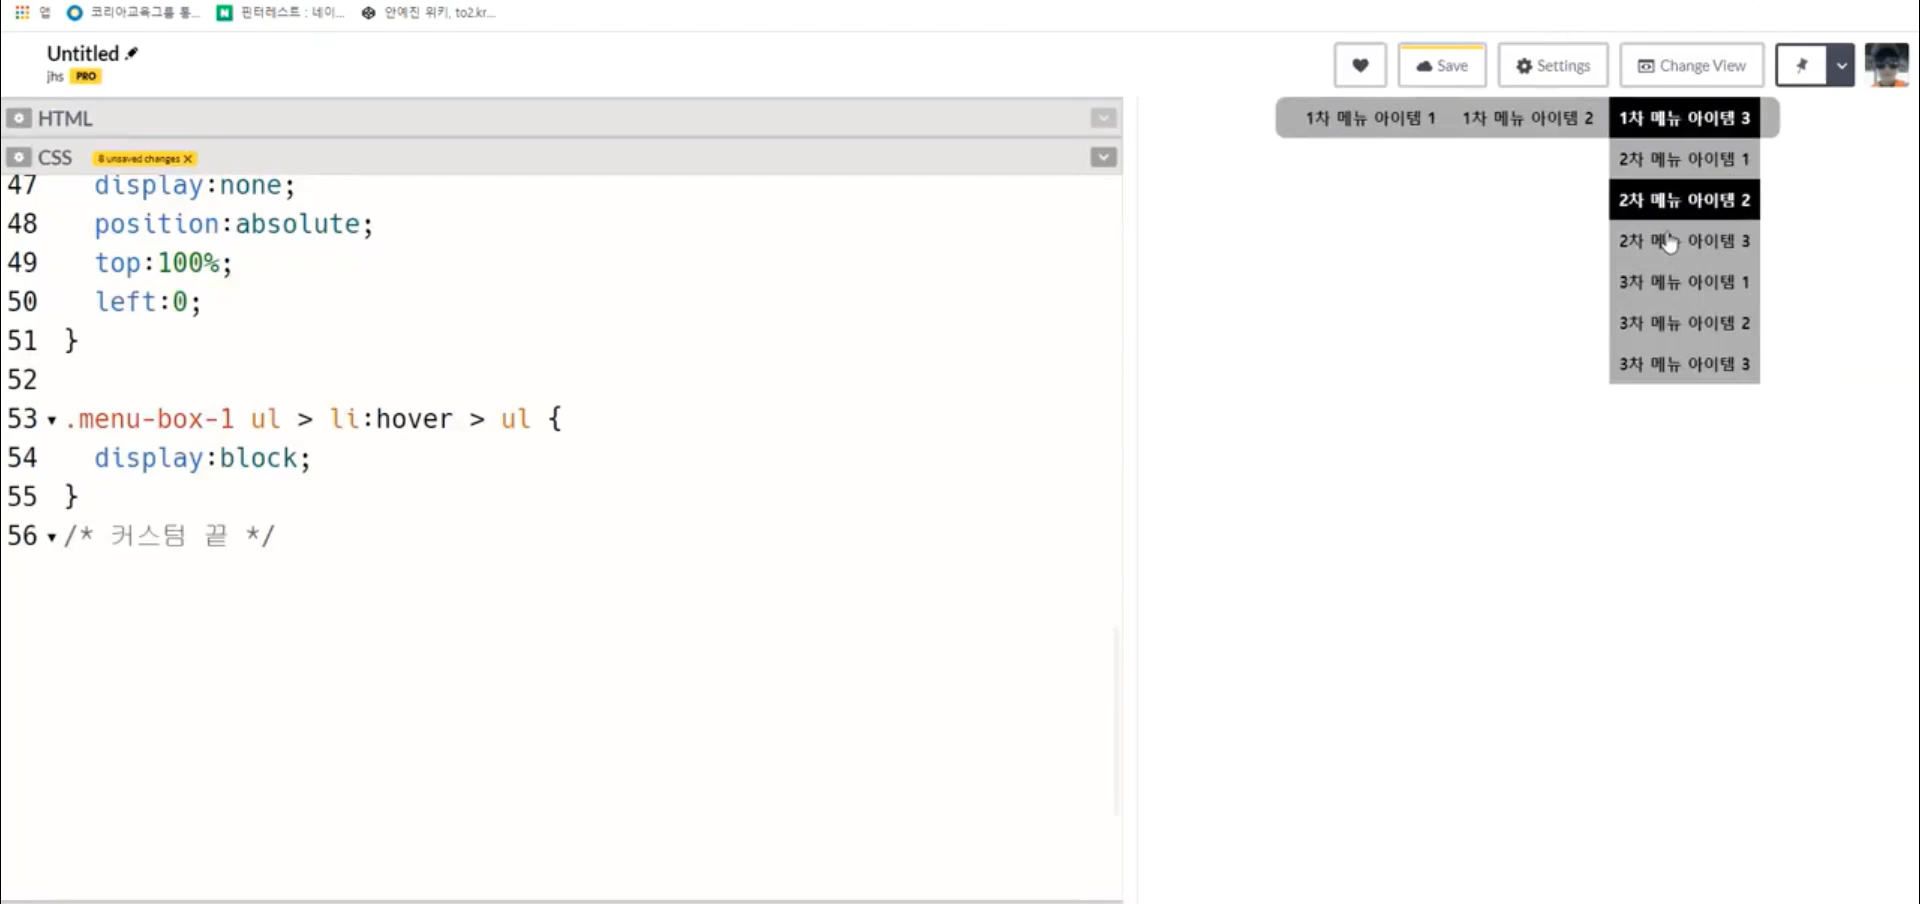 앱 코리아교육그룹 통... 핀터레스트 : 네이... 안예진 위키, to2.kr...
Untitled
jhs PRO
Save Settings Change View
HTML
CSS 8 unsaved changes X
47 display:none;
48 position:absolute;
49 top:100%;
50 left:0;
51 }
52
53 .menu-box-1 ul > li:hover > ul {
54 display:block;
55 }
56 /* 커스텀 끝 */
1차 메뉴 아이템 1 1차 메뉴 아이템 2 1차 메뉴 아이템 3
2차 메뉴 아이템 1
2차 메뉴 아이템 2
2차 메뉴 아이템 3
3차 메뉴 아이템 1
3차 메뉴 아이템 2
3차 메뉴 아이템 3